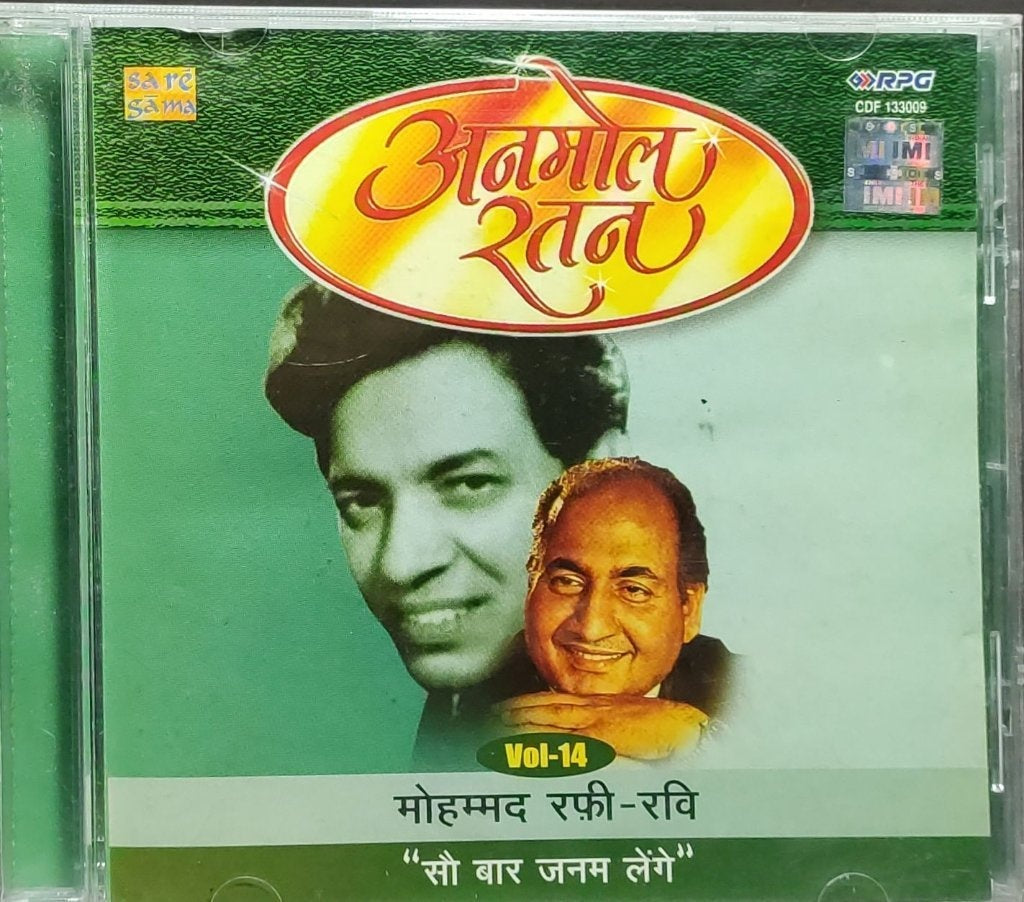 sa re
ga ma
RPG
CDF 133009
अनमोल
रतन
Vol-14
मोहम्मद रफ़ी-रवि
“सौ बार जनम लेंगे”